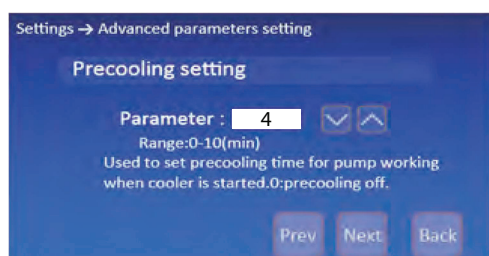 Settings → Advanced parameters setting
Precooling setting
Parameter : 4
Range:0-10(min)
Used to set precooling time for pump working
when cooler is started.0:precooling off.
Prev Next Back